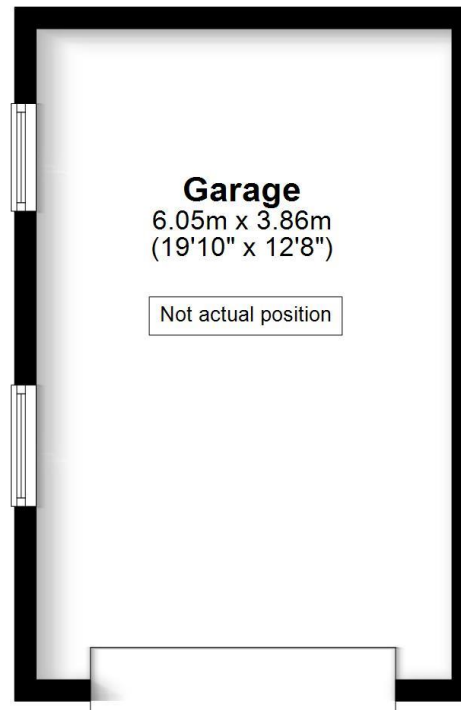 Garage
6.05m x 3.86m
(19'10" x 12'8")
Not actual position